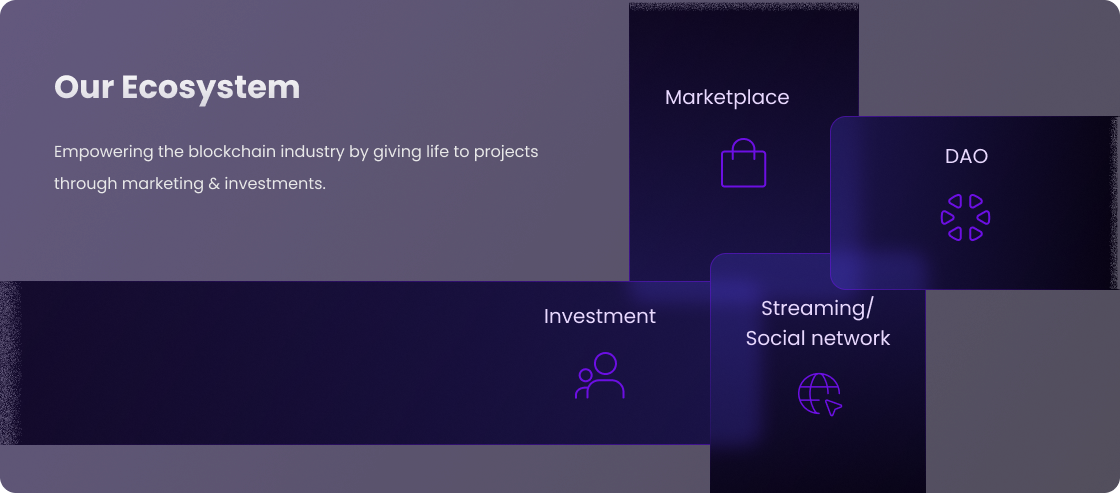 Our Ecosystem
Empowering the blockchain industry by giving life to projects
through marketing & investments.
Marketplace
DAO
Investment
Streaming/
Social network